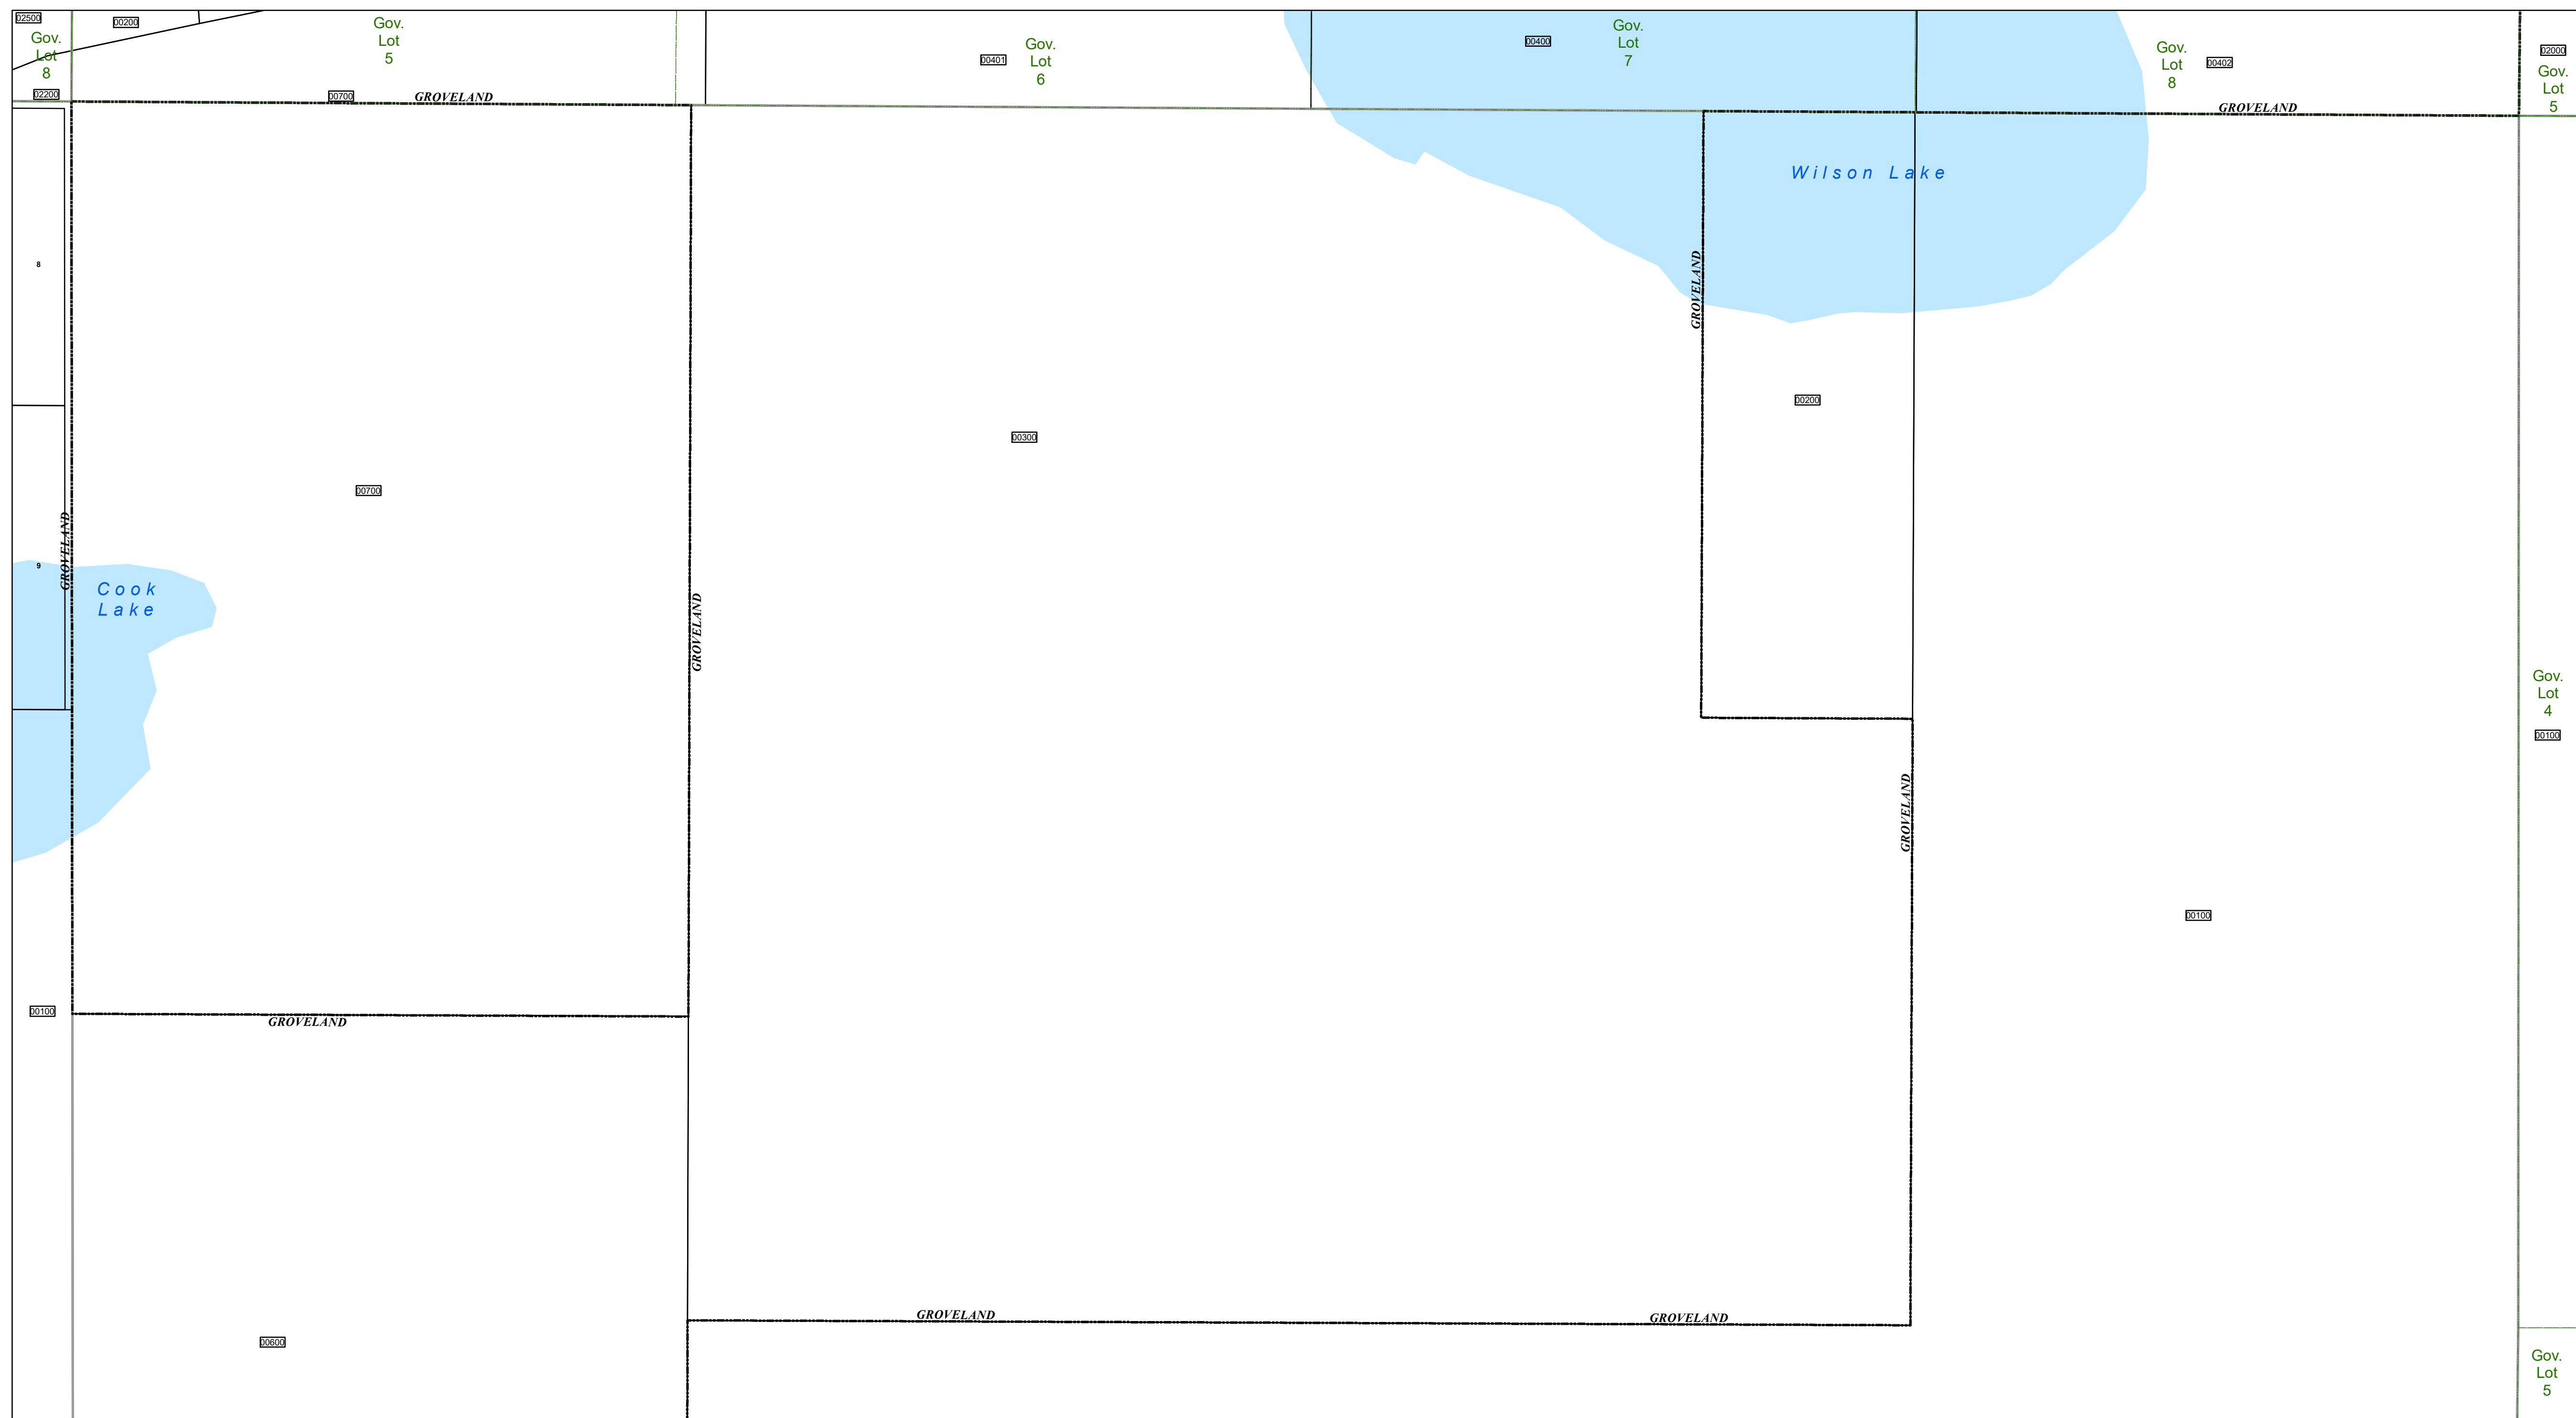 02500
00200
Gov.
Lot
8
02200
Gov.
Lot
5
00700
GROVELAND
00401
Gov.
Lot
6
00400
Gov.
Lot
7
Gov.
Lot
8
00402
GROVELAND
02000
Gov.
Lot
5
Wilson Lake
8
GROVELAND
00200
00300
00700
GROVELAND
9
Cook
Lake
GROVELAND
Gov.
Lot
4
00100
GROVELAND
00100
00100
GROVELAND
GROVELAND
GROVELAND
00600
Gov.
Lot
5